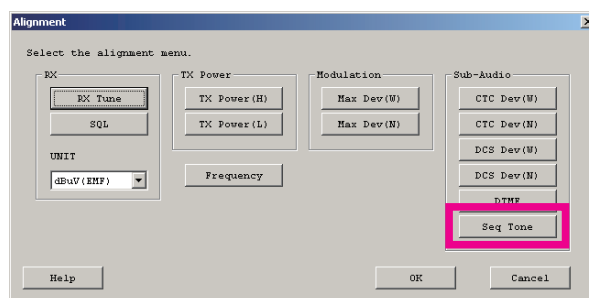 Alignment
Select the alignment menu.
RX
TX Power
Modulation
Sub-Audio
RX Tune
TX Power(H)
Max Dev(W)
CTC Dev(W)
SQL
TX Power(L)
Max Dev(N)
CTC Dev(N)
UNIT
DCS Dev(W)
dBuV(EMF)
Frequency
DCS Dev(N)
DTMF
Seq Tone
Help
OK
Cancel